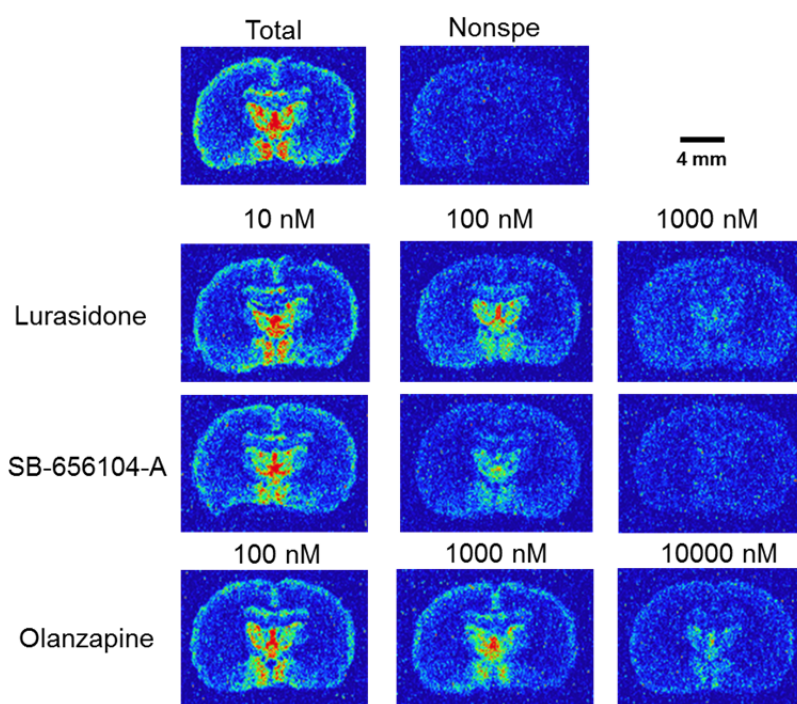 Total Nonspe
4 mm
10 nM 100 nM 1000 nM
Lurasidone
SB-656104-A
100 nM 1000 nM 10000 nM
Olanzapine